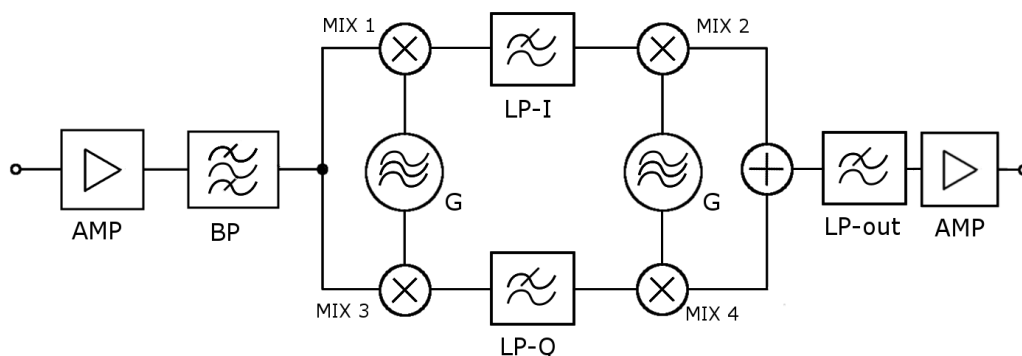 MIX 1
MIX 2
LP-I
AMP
BP
G
G
LP-out
AMP
MIX 3
MIX 4
LP-Q